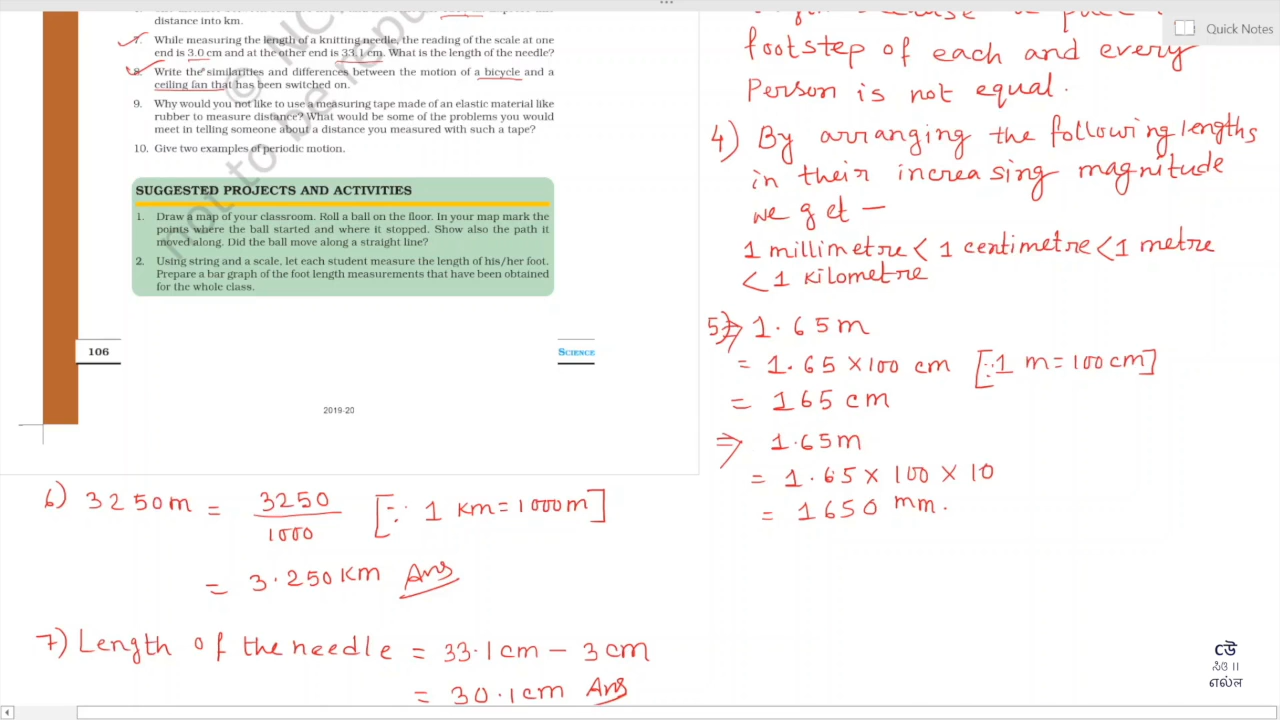 Quick Notes
distance into km.
7. While measuring the length of a knitting needle, the reading of the scale at one
end is 3.0 cm and at the other end is 33.1 cm. What is the length of the needle?
8. Write the similarities and differences between the motion of a bicycle and a
ceiling fan that has been switched on.
9. Why would you not like to use a measuring tape made of an elastic material like
rubber to measure distance? What would be some of the problems you would
meet in telling someone about a distance you measured with such a tape?
10. Give two examples of periodic motion.
SUGGESTED PROJECTS AND ACTIVITIES
1. Draw a map of your classroom. Roll a ball on the floor. In your map mark the
points where the ball started and where it stopped. Show also the path it
moved along. Did the ball move along a straight line?
2. Using string and a scale, let each student measure the length of his/her foot.
Prepare a bar graph of the foot length measurements that have been obtained
for the whole class.
106
SCIENCE
2019-20
not to be
© NC
6) 3250m = 3250/1000 [∵ 1 Km = 1000m]
= 3.250 Km Ans
7) Length of the needle = 33.1cm - 3cm
= 30.1cm Ans
footstep of each and every
Person is not equal.
4) By arranging the following lengths
in their increasing magnitude
we get —
1 millimetre < 1 centimetre < 1 metre
< 1 kilometre
5) ⇒ 1.65m
= 1.65 × 100 cm [∵ 1 m = 100cm]
= 165 cm
⇒ 1.65m
= 1.65 × 100 × 10
= 1650 mm.
எல்ல